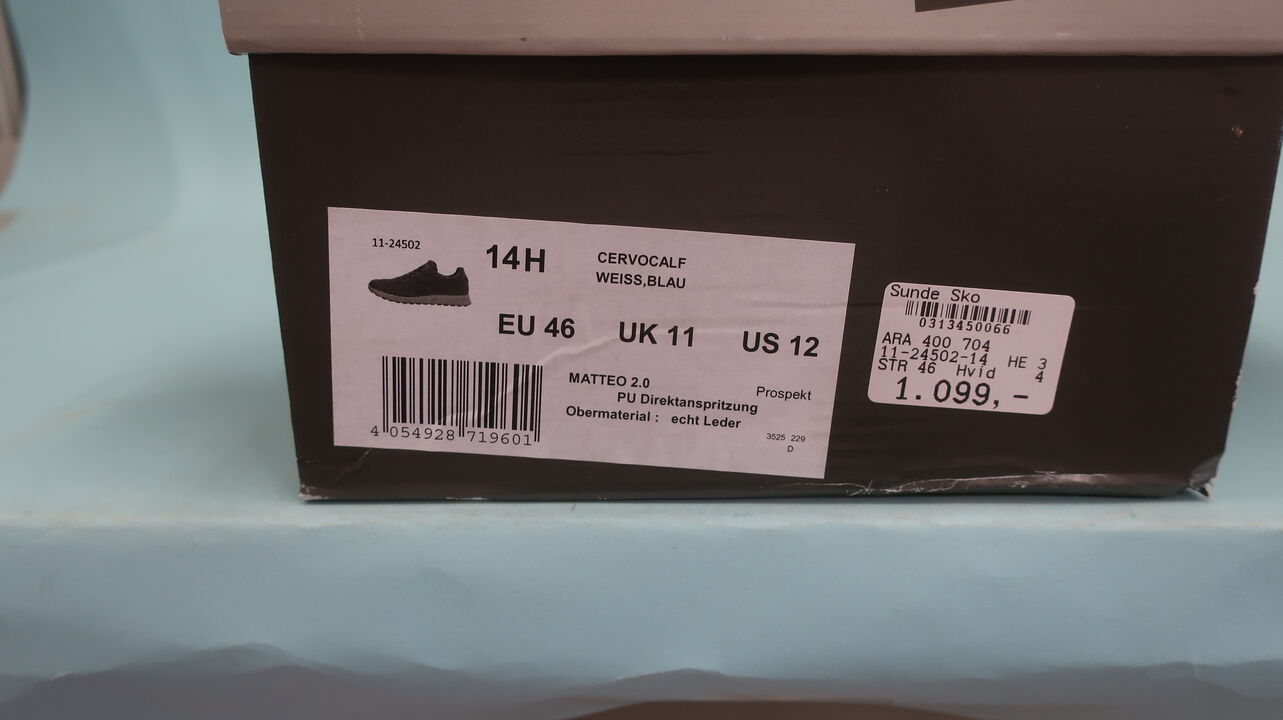 11-24502
14H
CERVOCALF
WEISS,BLAU
EU 46 UK 11 US 12
MATTEO 2.0
PU Direktanspritzung
Prospekt
Obermaterial : echt Leder
3525 229
D
4 054928 719601
Sunde Sko
0313450066
ARA 400 704
11-24502-14 HE 3
STR 46 Hvid 4
1.099,-